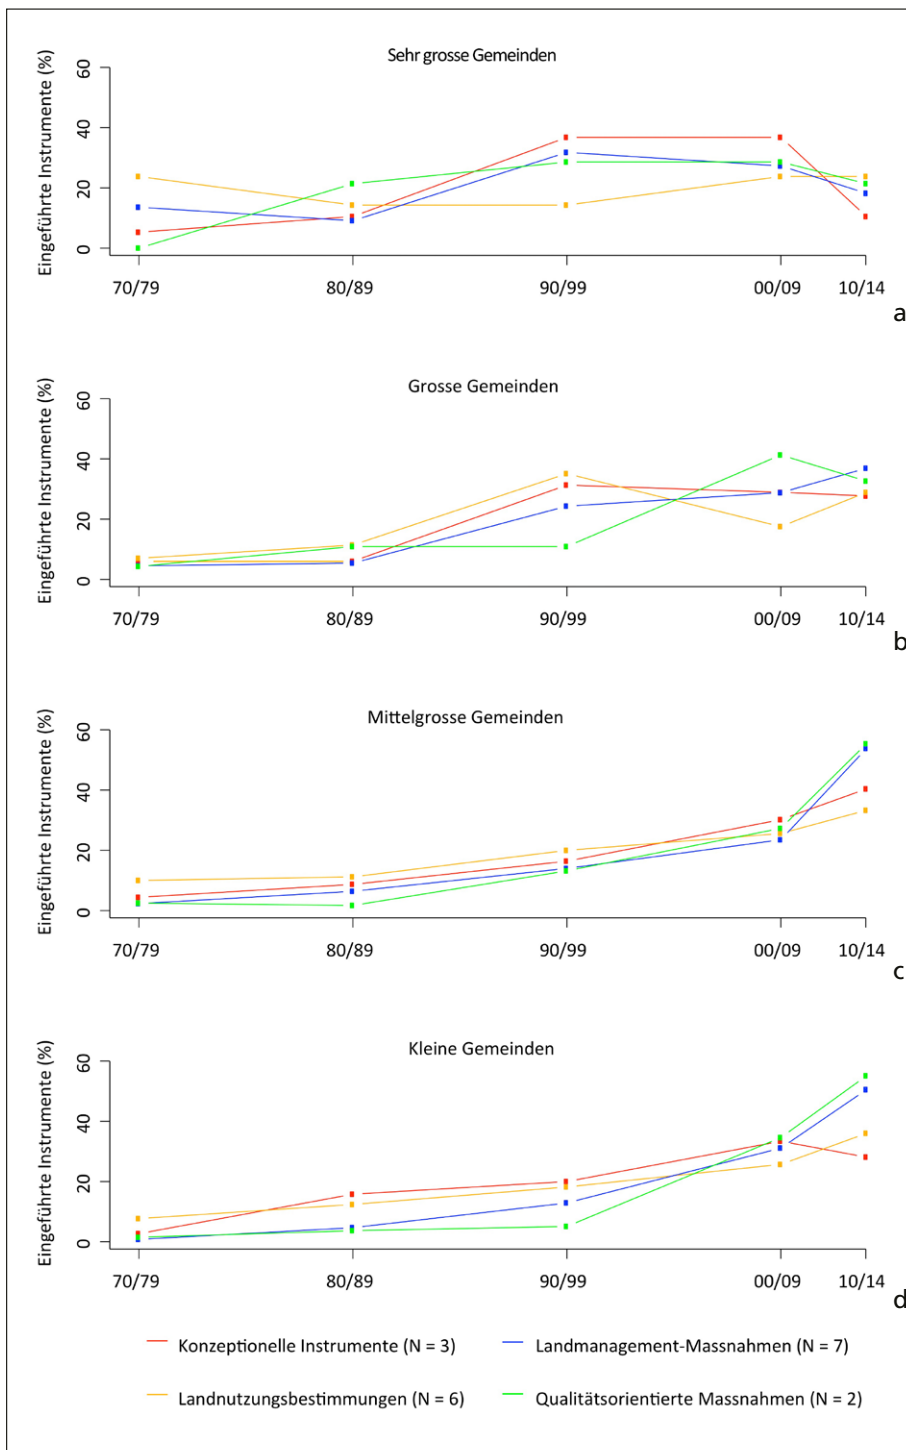 Sehr grosse Gemeinden
Eingeführte Instrumente (%)
60
40
20
0
70/79 80/89 90/99 00/09 10/14
a
Grosse Gemeinden
Eingeführte Instrumente (%)
60
40
20
0
70/79 80/89 90/99 00/09 10/14
b
Mittelgrosse Gemeinden
Eingeführte Instrumente (%)
60
40
20
0
70/79 80/89 90/99 00/09 10/14
c
Kleine Gemeinden
Eingeführte Instrumente (%)
60
40
20
0
70/79 80/89 90/99 00/09 10/14
d
Konzeptionelle Instrumente (N = 3) Landmanagement-Massnahmen (N = 7)
Landnutzungsbestimmungen (N = 6) Qualitätsorientierte Massnahmen (N = 2)